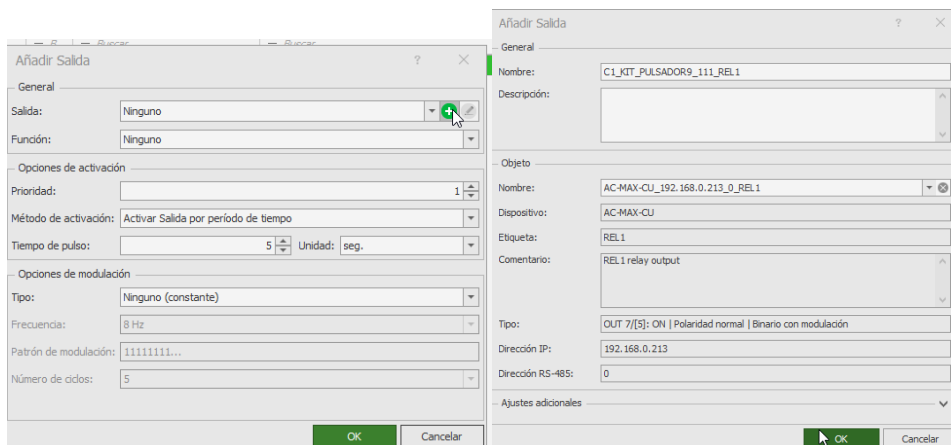 Buscar
Buscar
Añadir Salida
?
General
Salida: Ninguno
Función: Ninguno
Opciones de activación
Prioridad: 1
Método de activación: Activar Salida por período de tiempo
Tiempo de pulso: 5 Unidad: seg.
Opciones de modulación
Tipo: Ninguno (constante)
Frecuencia: 8 Hz
Patrón de modulación: 11111111...
Número de ciclos: 5
OK Cancelar
Añadir Salida
?
General
Nombre: C1_KIT_PULSADOR9_111_REL1
Descripción:
Objeto
Nombre: AC-MAX-CU_192.168.0.213_0_REL1
Dispositivo: AC-MAX-CU
Etiqueta: REL1
Comentario: REL1 relay output
Tipo: OUT 7/[5]: ON | Polaridad normal | Binario con modulación
Dirección IP: 192.168.0.213
Dirección RS-485: 0
Ajustes adicionales
OK Cancelar